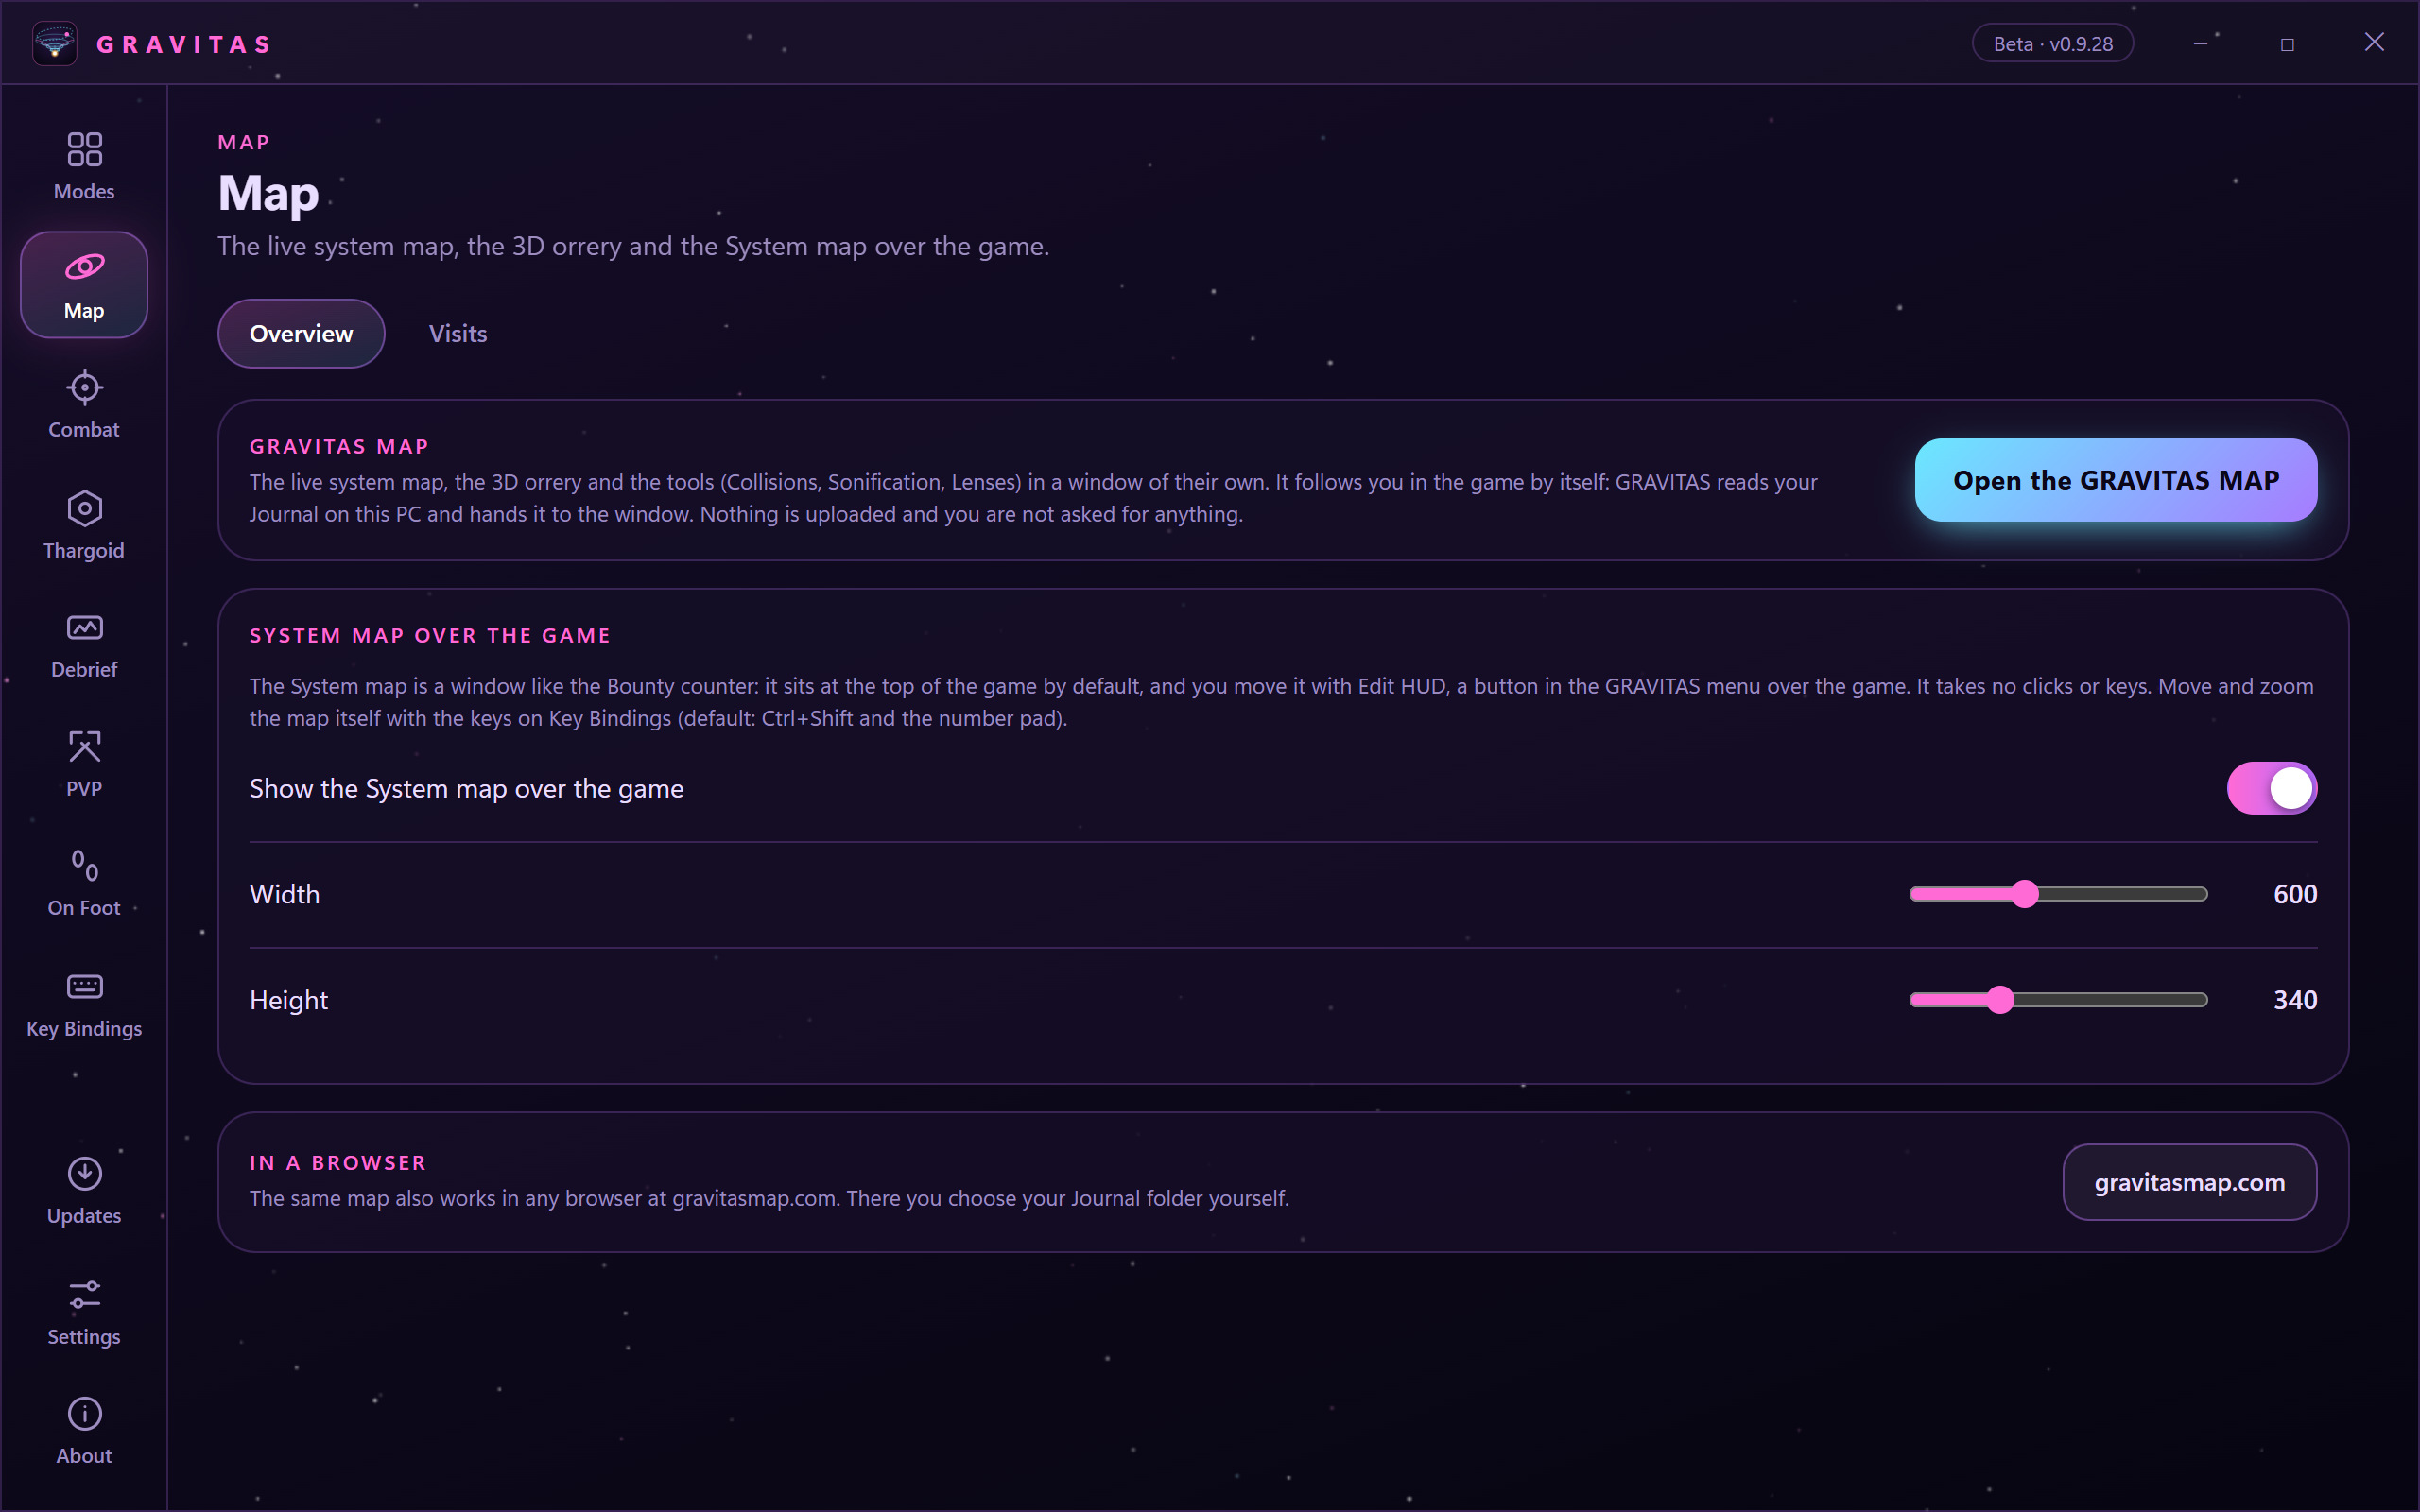 GRAVITAS
Beta · v0.9.28
Modes
Map
Combat
Thargoid
Debrief
PVP
On Foot
Key Bindings
Updates
Settings
About
MAP
Map
The live system map, the 3D orrery and the System map over the game.
Overview
Visits
GRAVITAS MAP
The live system map, the 3D orrery and the tools (Collisions, Sonification, Lenses) in a window of their own. It follows you in the game by itself: GRAVITAS reads your
Journal on this PC and hands it to the window. Nothing is uploaded and you are not asked for anything.
Open the GRAVITAS MAP
SYSTEM MAP OVER THE GAME
The System map is a window like the Bounty counter: it sits at the top of the game by default, and you move it with Edit HUD, a button in the GRAVITAS menu over the game. It takes no clicks or keys. Move and zoom
the map itself with the keys on Key Bindings (default: Ctrl+Shift and the number pad).
Show the System map over the game
Width
600
Height
340
IN A BROWSER
The same map also works in any browser at gravitasmap.com. There you choose your Journal folder yourself.
gravitasmap.com